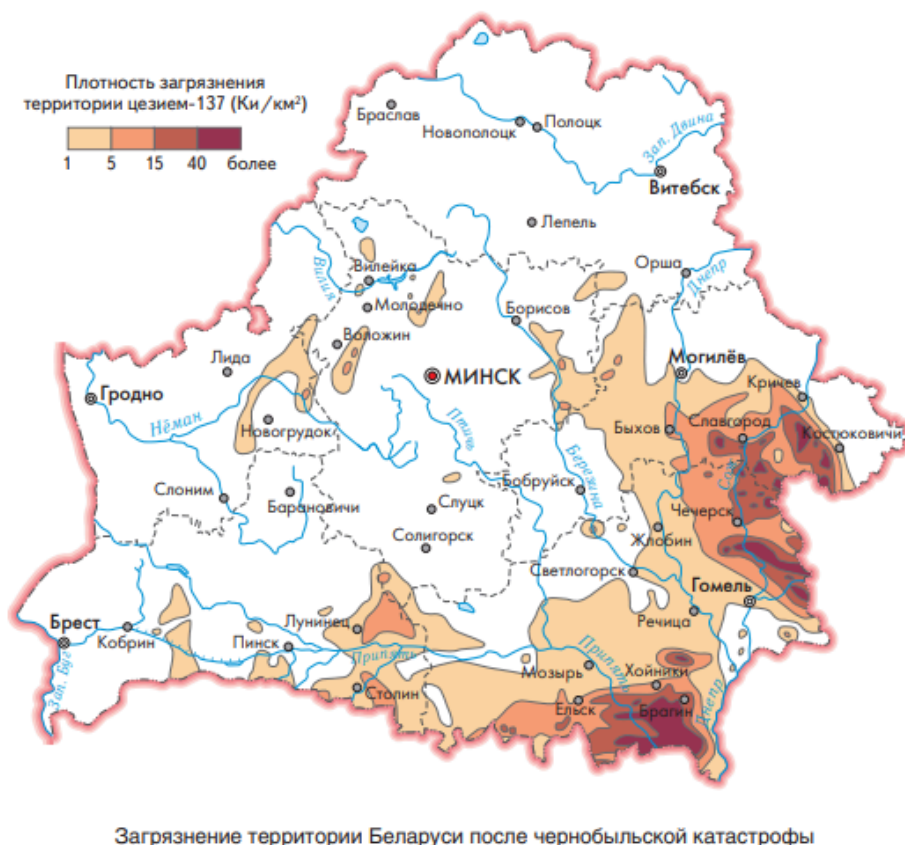 Плотность загрязнения
территории цезием-137 (Ки/км²)
1 5 15 40 более
Браслав
Новополоцк
Полоцк
Зап. Двина
Витебск
Лепель
Орша
Днепр
Вилия
Вилейка
Молодечно
Борисов
Воложин
Лида
МИНСК
Могилёв
Кричев
Гродно
Нёман
Новогрудок
Птичь
Быхов
Славгород
Костюковичи
Березина
Сож
Слоним
Барановичи
Слуцк
Бобруйск
Чечерск
Солигорск
Жлобин
Светлогорск
Гомель
Брест
Кобрин
Лунинец
Пинск
Речица
Припять
Припять
Мозырь
Хойники
Зап. Буг
Столин
Ельск
Брагин
Днепр
Загрязнение территории Беларуси после чернобыльской катастрофы